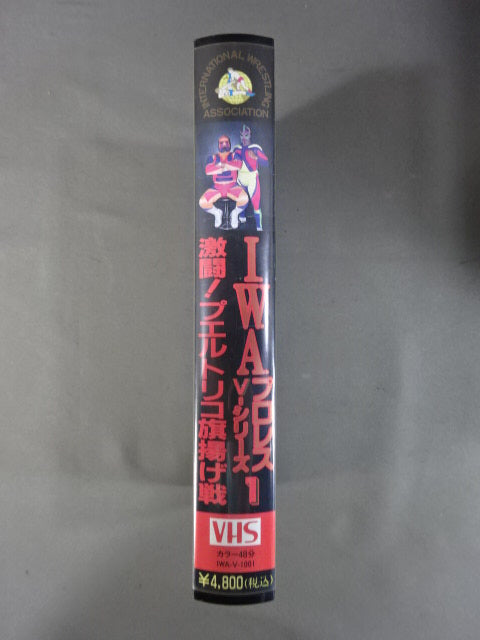 INTERNATIONAL WRESTLING
ASSOCIATION
IWAプロレス
V-シリーズ1
激闘!プエルトリコ旗揚げ戦
VHS
カラー48分
IWA-V-1001
¥4,800(税込)